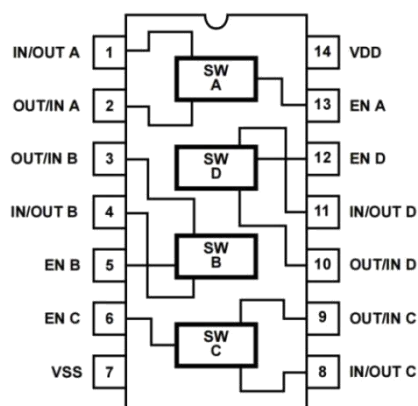 IN/OUT A 1 14 VDD
SW
A
OUT/IN A 2 13 EN A
OUT/IN B 3 12 EN D
SW
D
IN/OUT B 4 11 IN/OUT D
EN B 5 10 OUT/IN D
SW
B
EN C 6 9 OUT/IN C
SW
C
VSS 7 8 IN/OUT C